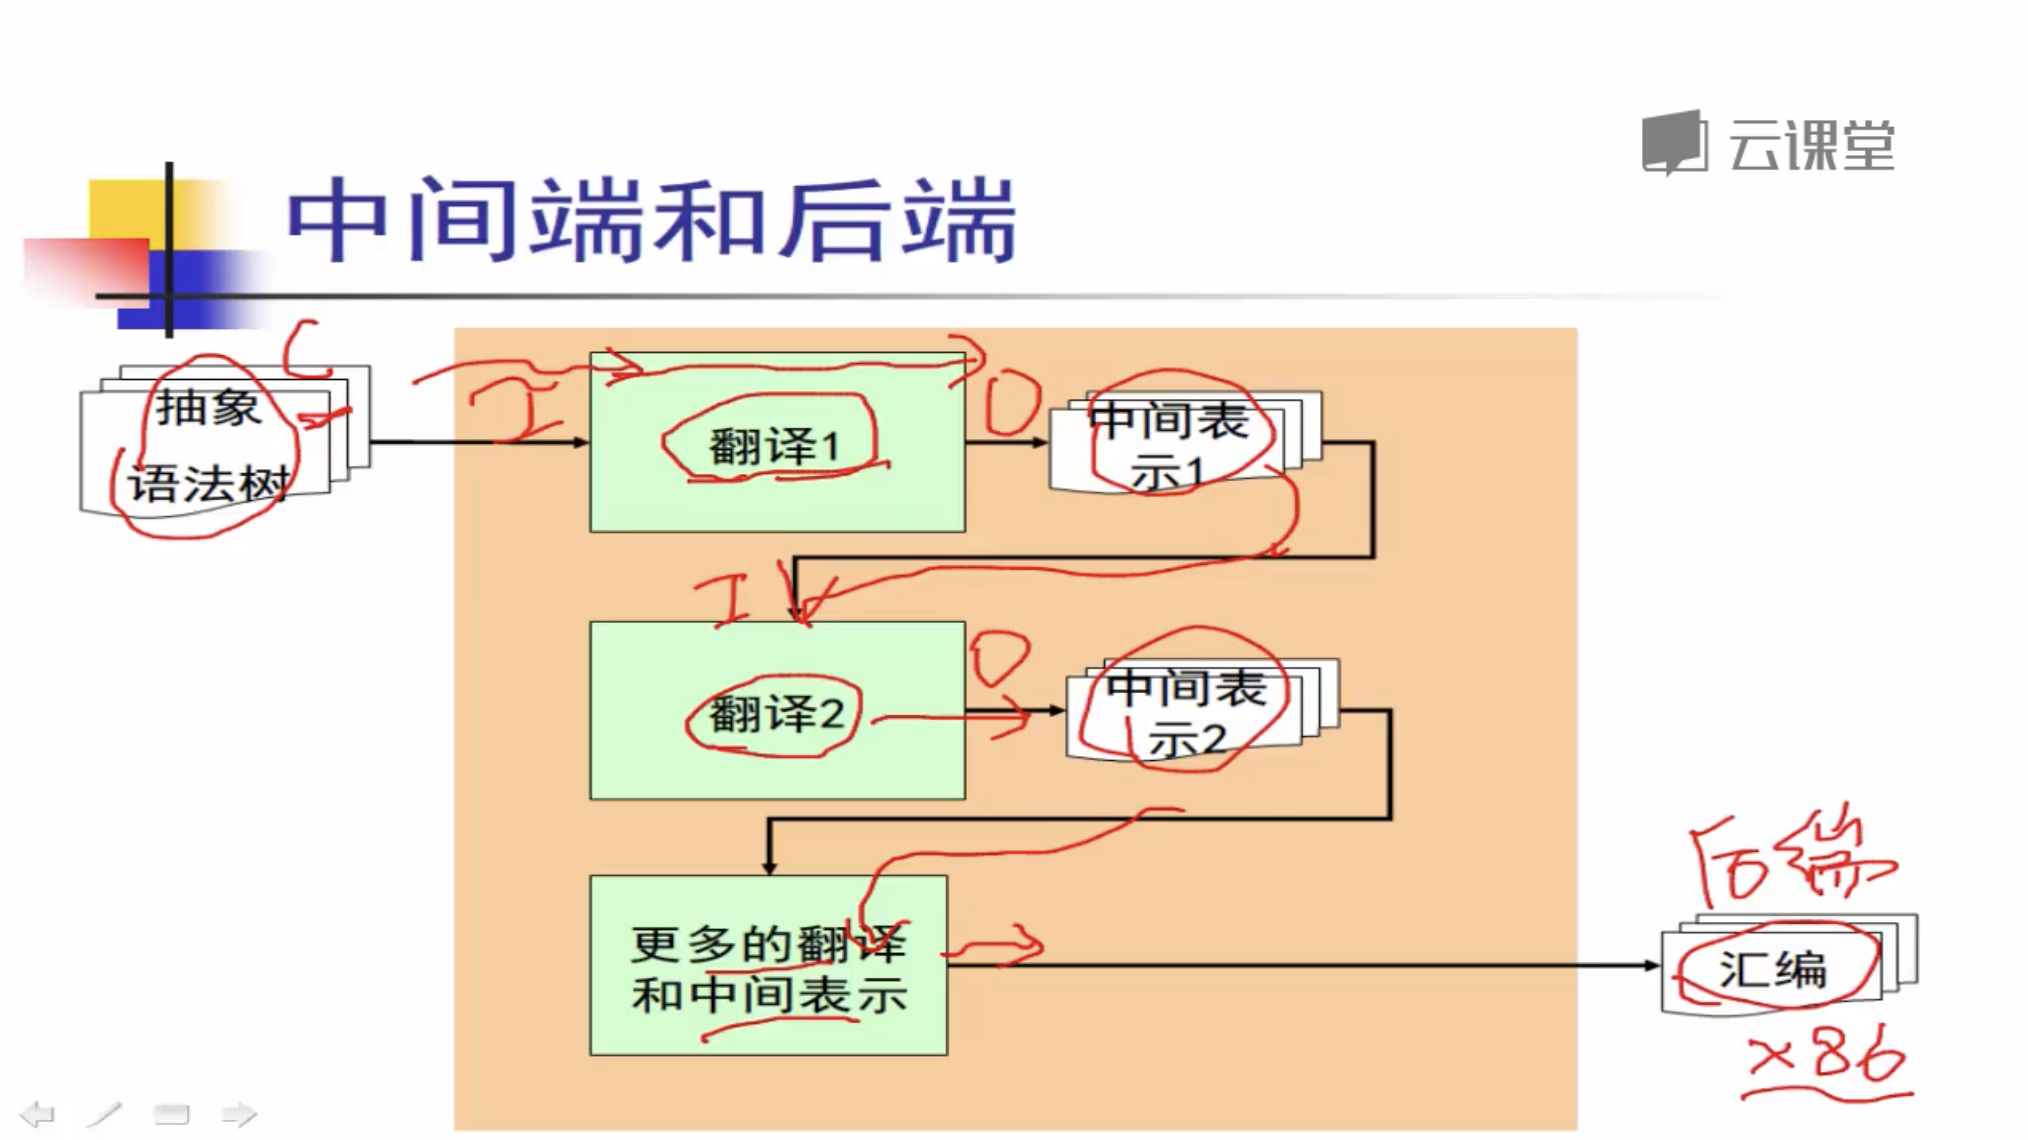 云课堂
中间端和后端
C
抽象
语法树
I
翻译1
O
中间表
示1
I
翻译2
O
中间表
示2
更多的翻译
和中间表示
后端
汇编
x86